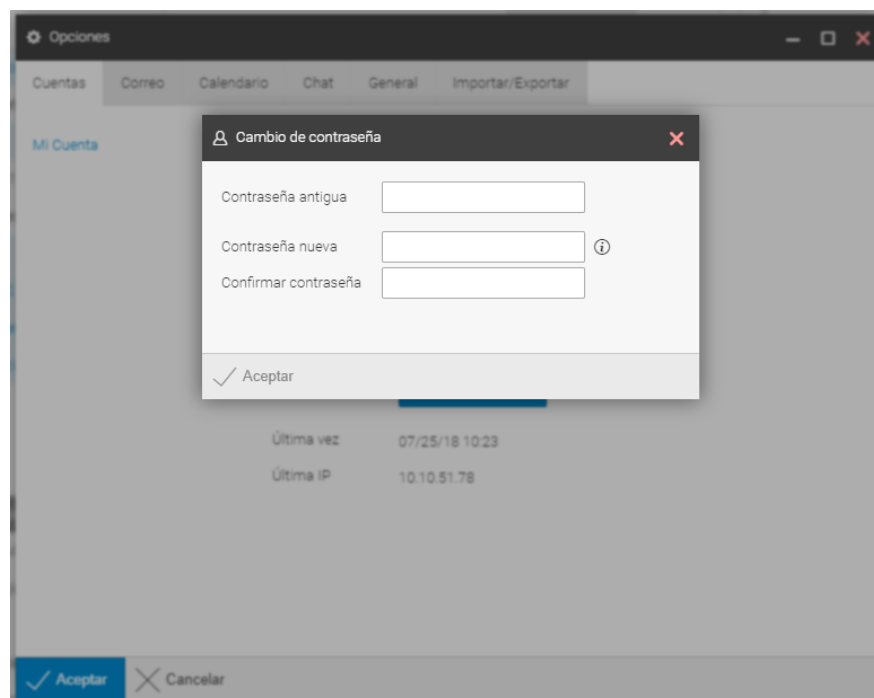 Opciones
Cuentas Correo Calendario Chat General Importar/Exportar
Mi Cuenta
Cambio de contraseña
Contraseña antigua
Contraseña nueva
Confirmar contraseña
Aceptar
Última vez 07/25/18 10:23
Última IP 10.10.51.78
Aceptar Cancelar